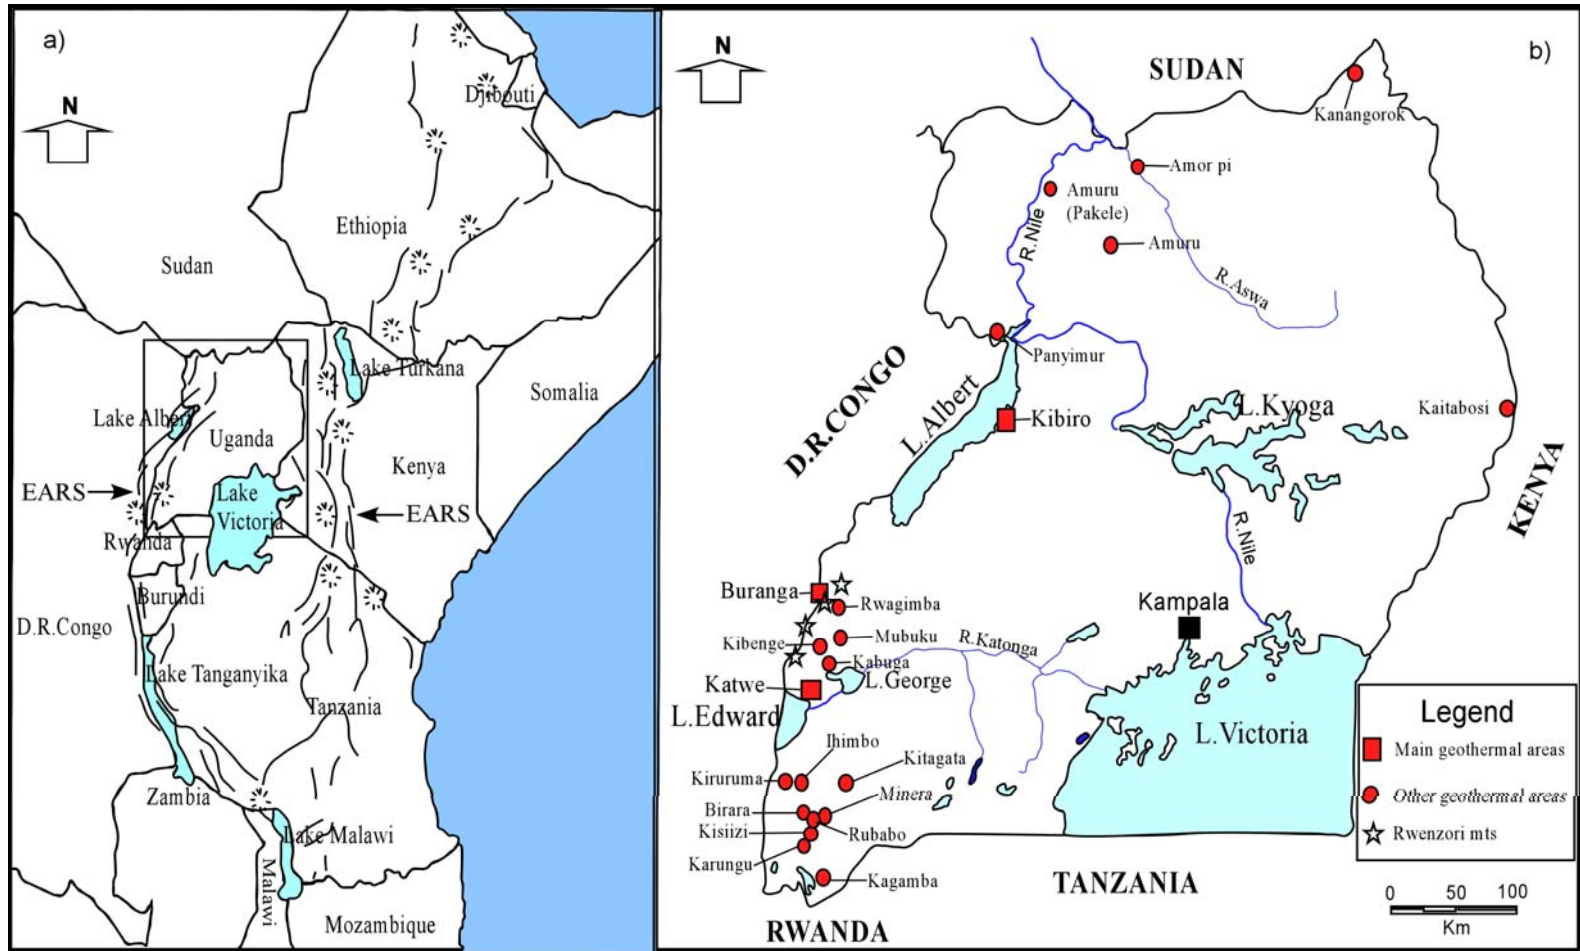 a)
N
Djibouti
Ethiopia
Sudan
Lake Turkana
Somalia
Lake Albert
Uganda
Kenya
EARS
Lake
Victoria
EARS
Rwanda
Burundi
D.R.Congo
Lake Tanganyika
Tanzania
Zambia
Lake Malawi
Malawi
Mozambique
b)
N
SUDAN
Kanangorok
Amor pi
Amuru
(Pakele)
R.Nile
Amuru
R.Aswa
Panyimur
D.R.CONGO
L.Albert
Kibiro
L.Kyoga
Kaitabosi
KENYA
R.Nile
Buranga
Rwagimba
Kampala
Kibenge
Mubuku
R.Katonga
Kabuga
Katwe
L.George
L.Edward
L.Victoria
Ihimbo
Kitagata
Kiruruma
Minera
Birara
Kisiizi
Rubabo
Karungu
Kagamba
TANZANIA
RWANDA
Legend
Main geothermal areas
Other geothermal areas
Rwenzori mts
0 50 100
Km